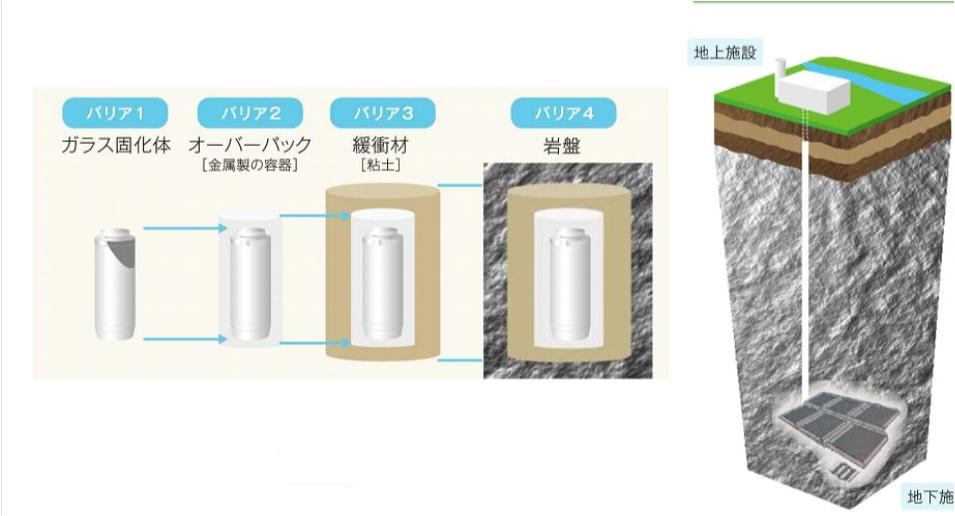 地上施設
バリア1
バリア2
バリア3
バリア4
ガラス固化体
オーバーパック
[金属製の容器]
緩衝材
[粘土]
岩盤
地下施